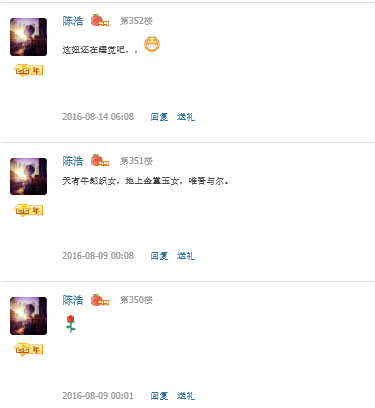 陈浩 第352楼
这妞还在睡觉吧，，
年
2016-08-14 06:08 回复 送礼
陈浩 第351楼
天有牛郎织女，地上金童玉女，唯吾与尔。
年
2016-08-09 00:08 回复 送礼
陈浩 第350楼
年
2016-08-09 00:01 回复 送礼